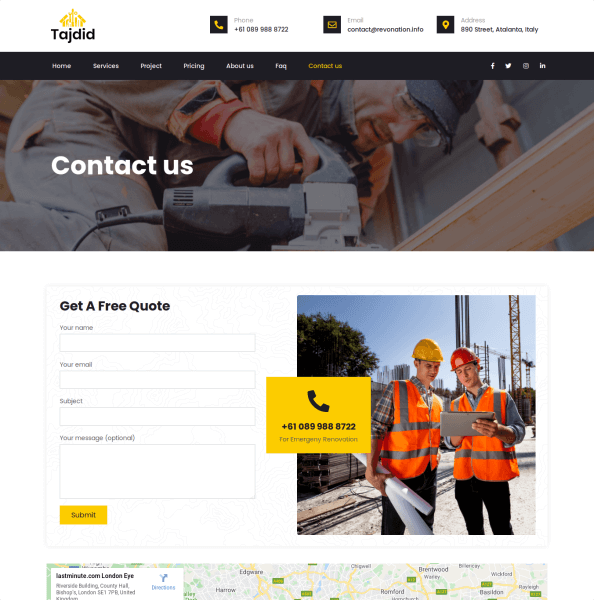 Tajdid
Phone
+61 089 988 8722
Email
contact@revonation.info
Address
890 Street, Atalanta, Italy
Home
Services
Project
Pricing
About us
Faq
Contact us
Contact us
Get A Free Quote
Your name
Your email
Subject
Your message (optional)
Submit
+61 089 988 8722
For Emergeny Renovation
lastminute.com London Eye
Riverside Building, County Hall,
Bishop's, London SE1 7PB, United
Kingdom
Directions
Edgware
Harrow
Chigwell
Romford
Brentwood
Warley
Billericay
Wickford
Basildon
Rayleigh